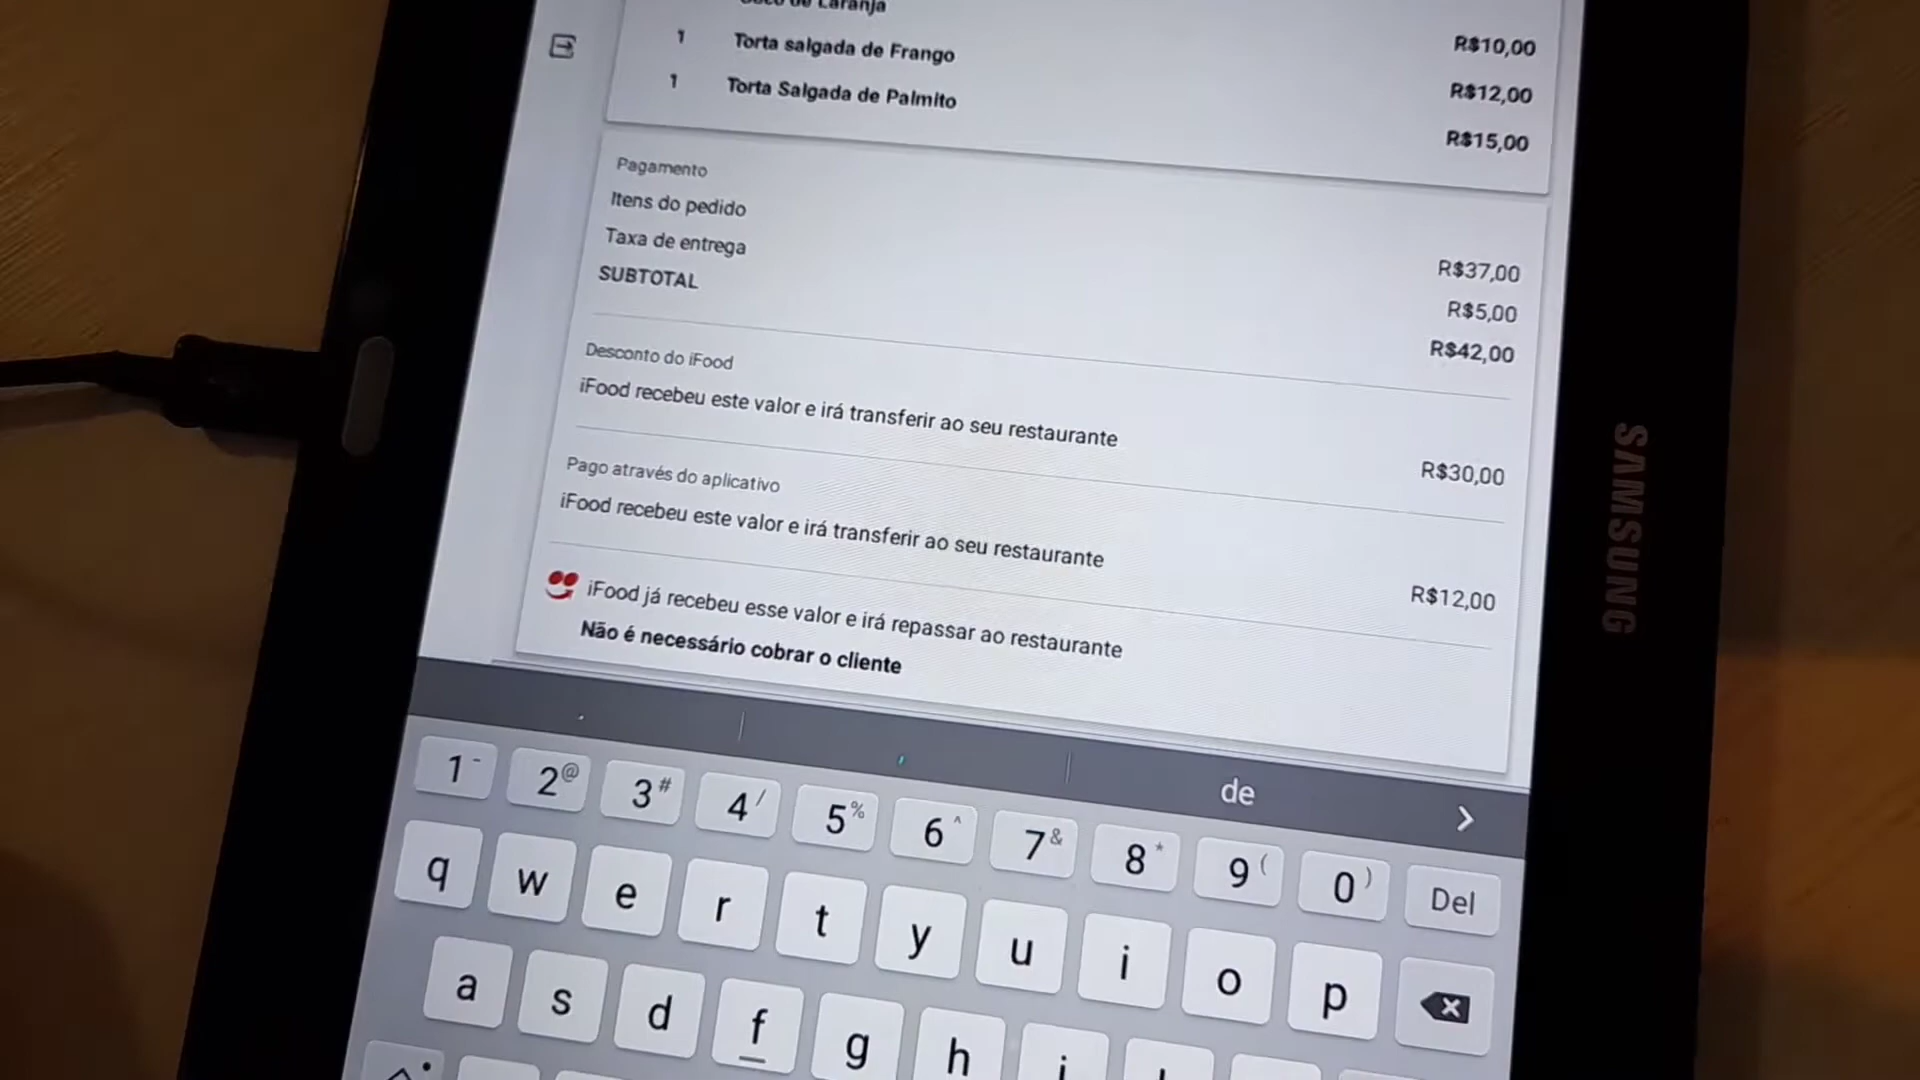 de Laranja
R$10,00
1 Torta salgada de Frango
R$12,00
1 Torta Salgada de Palmito
R$15,00
Pagamento
Itens do pedido
R$37,00
Taxa de entrega
R$5,00
SUBTOTAL
R$42,00
Desconto do iFood
iFood recebeu este valor e irá transferir ao seu restaurante
R$30,00
Pago através do aplicativo
iFood recebeu este valor e irá transferir ao seu restaurante
R$12,00
iFood já recebeu esse valor e irá repassar ao restaurante
Não é necessário cobrar o cliente
SAMSUNG
. , de >
1 - 2 @ 3 # 4 / 5 % 6 ^ 7 & 8 * 9 ( 0 ) Del
q w e r t y u i o p
a s d f g h